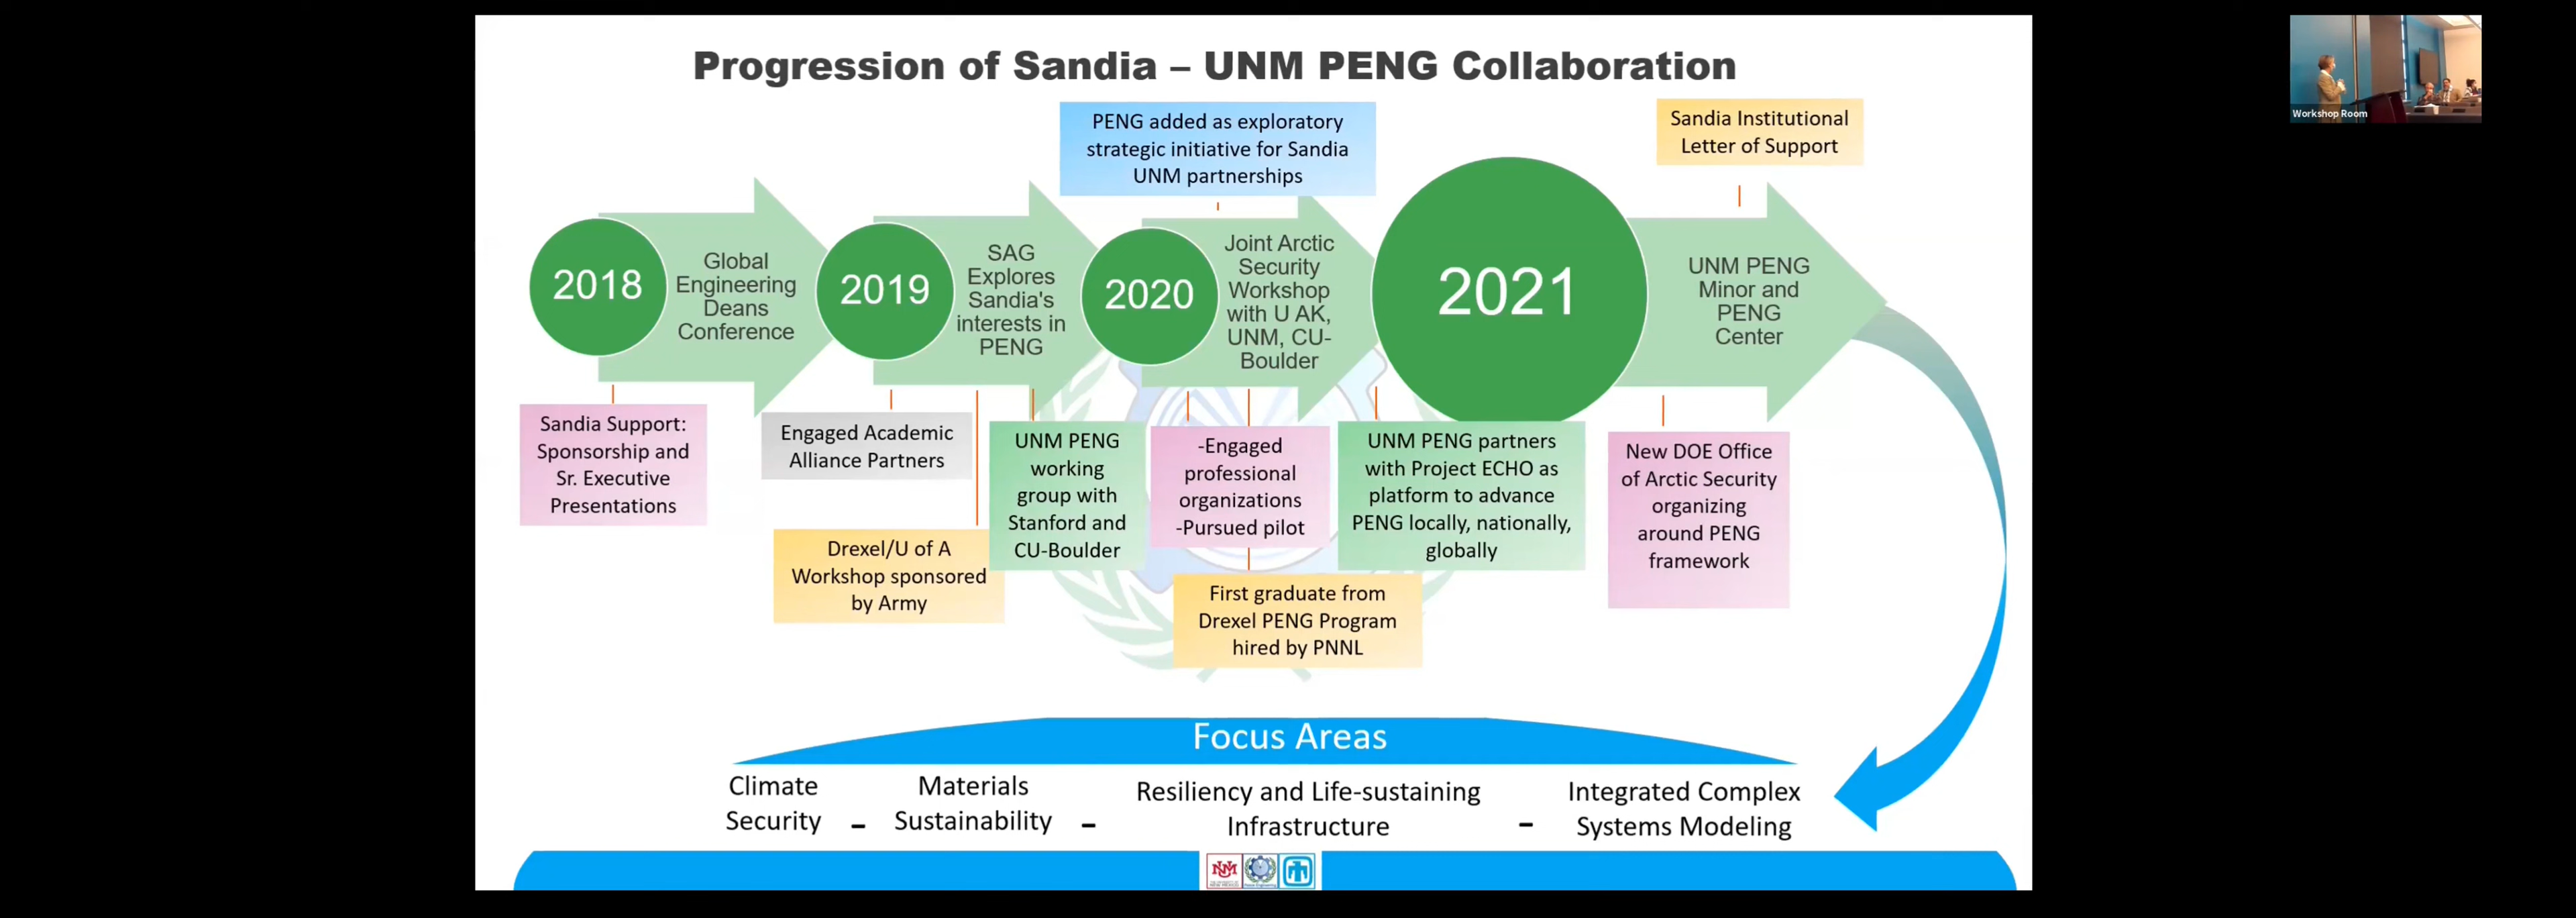 Progression of Sandia – UNM PENG Collaboration
Workshop Room
PENG added as exploratory
strategic initiative for Sandia
UNM partnerships
Sandia Institutional
Letter of Support
2018
Global
Engineering
Deans
Conference
2019
SAG
Explores
Sandia's
interests in
PENG
2020
Joint Arctic
Security
Workshop
with U AK,
UNM, CU-
Boulder
2021
UNM PENG
Minor and
PENG
Center
Sandia Support:
Sponsorship and
Sr. Executive
Presentations
Engaged Academic
Alliance Partners
Drexel/U of A
Workshop sponsored
by Army
UNM PENG
working
group with
Stanford and
CU-Boulder
-Engaged
professional
organizations
-Pursued pilot
First graduate from
Drexel PENG Program
hired by PNNL
UNM PENG partners
with Project ECHO as
platform to advance
PENG locally, nationally,
globally
New DOE Office
of Arctic Security
organizing
around PENG
framework
Focus Areas
Climate
Security
–
Materials
Sustainability
–
Resiliency and Life-sustaining
Infrastructure
–
Integrated Complex
Systems Modeling